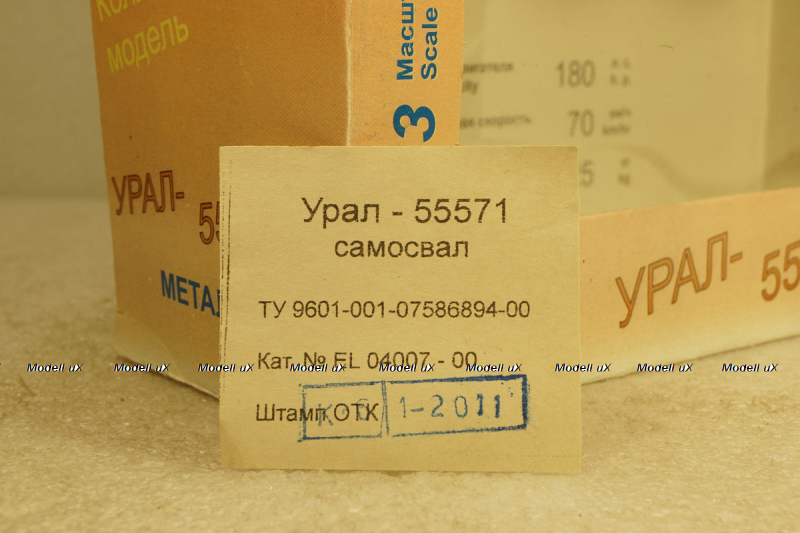 модель
Масшт
Scale
3
180
70
скорость
УРАЛ-
55
МЕТАЛ
УРАЛ-
55
Урал - 55571
самосвал
ТУ 9601-001-07586894-00
Кат. № EL 04007 - 00
Штамп ОТК 1-2011
Modell uX Modell uX Modell uX Modell uX Modell uX Modell uX Modell uX Modell uX Modell uX